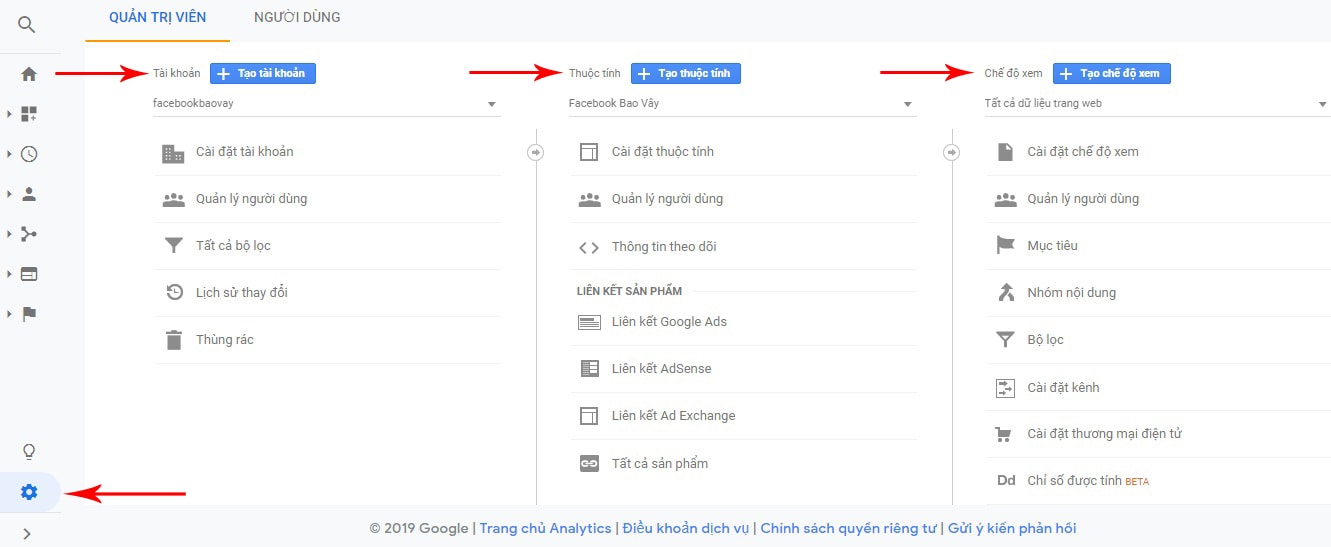 QUẢN TRỊ VIÊN
NGƯỜI DÙNG
Tài khoản
Tạo tài khoản
facebookbaovay
Cài đặt tài khoản
Quản lý người dùng
Tất cả bộ lọc
Lịch sử thay đổi
Thùng rác
Thuộc tính
Tạo thuộc tính
Facebook Bao Vây
Cài đặt thuộc tính
Quản lý người dùng
Thông tin theo dõi
LIÊN KẾT SẢN PHẨM
Liên kết Google Ads
Liên kết AdSense
Liên kết Ad Exchange
Tất cả sản phẩm
Chế độ xem
Tạo chế độ xem
Tất cả dữ liệu trang web
Cài đặt chế độ xem
Quản lý người dùng
Mục tiêu
Nhóm nội dung
Bộ lọc
Cài đặt kênh
Cài đặt thương mại điện tử
Dd Chỉ số được tính BETA
© 2019 Google | Trang chủ Analytics | Điều khoản dịch vụ | Chính sách quyền riêng tư | Gửi ý kiến phản hồi